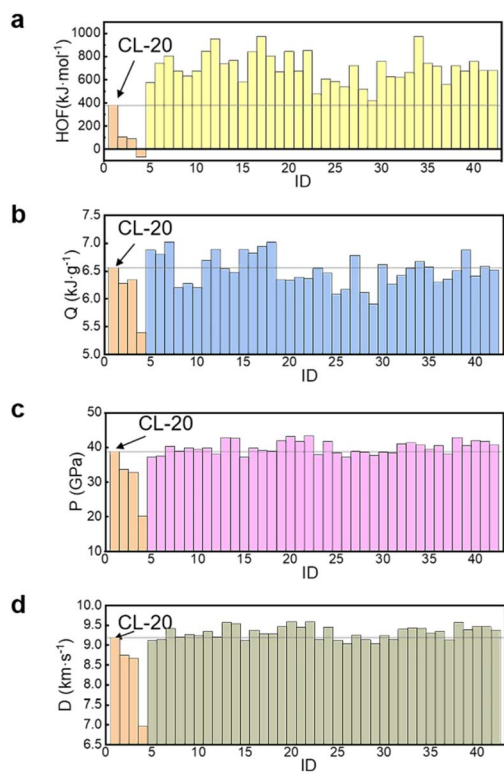 a
CL-20
HOF(kJ·mol⁻¹)
1000
800
600
400
200
0
0 5 10 15 20 25 30 35 40
ID
b
CL-20
Q (kJ·g⁻¹)
7.5
7.0
6.5
6.0
5.5
5.0
0 5 10 15 20 25 30 35 40
ID
c
CL-20
P (GPa)
50
40
30
20
10
0 5 10 15 20 25 30 35 40
ID
d
CL-20
D (km·s⁻¹)
10.0
9.5
9.0
8.5
8.0
7.5
7.0
6.5
0 5 10 15 20 25 30 35 40
ID